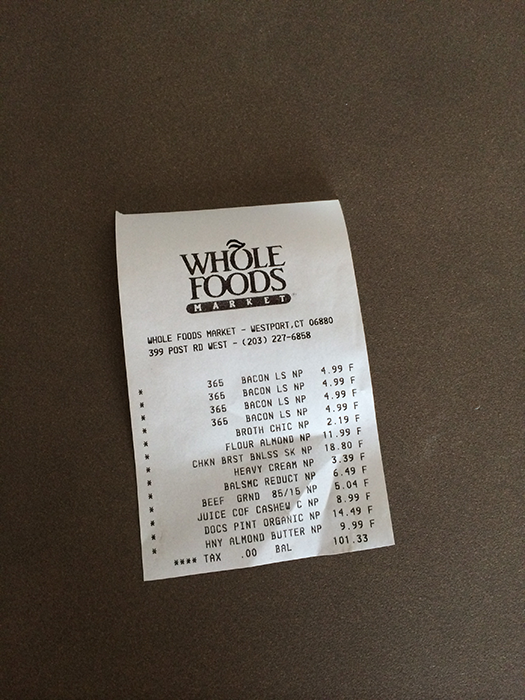 WHOLE
FOODS
MARKET
WHOLE FOODS MARKET - WESTPORT,CT 06880
399 POST RD WEST - (203) 227-6858
* 365 BACON LS NP 4.99 F
* 365 BACON LS NP 4.99 F
* 365 BACON LS NP 4.99 F
* 365 BACON LS NP 4.99 F
* BROTH CHIC NP 2.19 F
* FLOUR ALMOND NP 11.99 F
* CHKN BRST BNLSS SK NP 18.80 F
* HEAVY CREAM NP 3.39 F
* BALSMC REDUCT NP 6.49 F
* BEEF GRND 85/15 NP 5.04 F
* JUICE COF CASHEW C NP 8.99 F
* DOCS PINT ORGANIC NP 14.49 F
* HNY ALMOND BUTTER NP 9.99 F
**** TAX .00 BAL 101.33